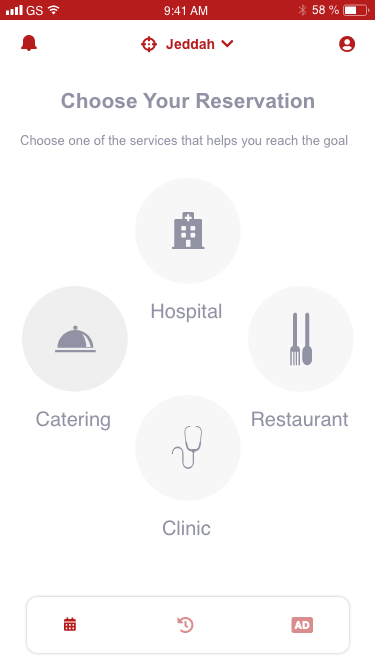 GS 9:41 AM 58 %
Jeddah
Choose Your Reservation
Choose one of the services that helps you reach the goal
Hospital
Catering
Restaurant
Clinic
AD